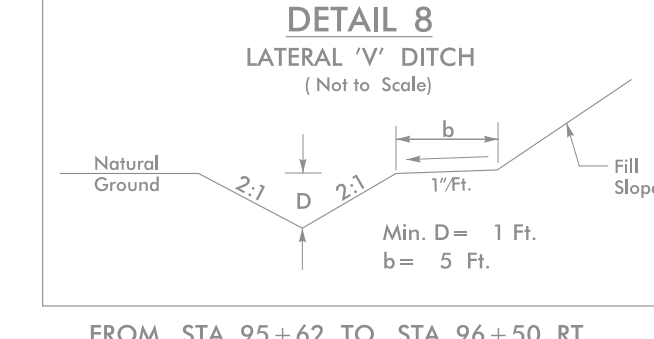 DETAIL 8
LATERAL 'V' DITCH
( Not to Scale)
b
Natural
Ground
2:1
D
2:1
1"/Ft.
Fill
Slope
Min. D = 1 Ft.
b = 5 Ft.
FROM STA 95+62 TO STA 96+50 RT